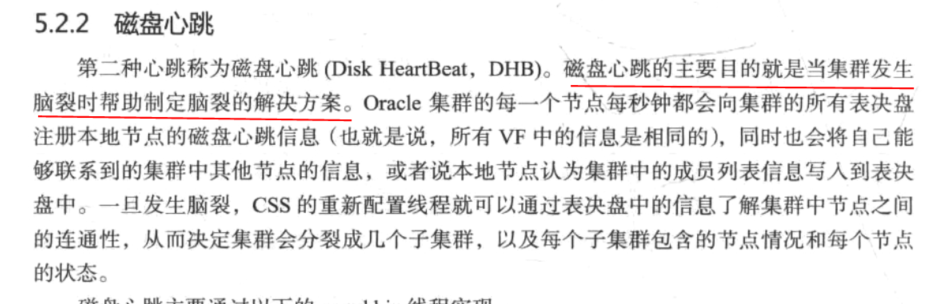 5.2.2 磁盘心跳
第二种心跳称为磁盘心跳 (Disk HeartBeat，DHB)。磁盘心跳的主要目的就是当集群发生
脑裂时帮助制定脑裂的解决方案。Oracle 集群的每一个节点每秒钟都会向集群的所有表决盘
注册本地节点的磁盘心跳信息（也就是说，所有 VF 中的信息是相同的），同时也会将自己能
够联系到的集群中其他节点的信息，或者说本地节点认为集群中的成员列表信息写入到表决
盘中。一旦发生脑裂，CSS 的重新配置线程就可以通过表决盘中的信息了解集群中节点之间
的连通性，从而决定集群会分裂成几个子集群，以及每个子集群包含的节点情况和每个节点
的状态。